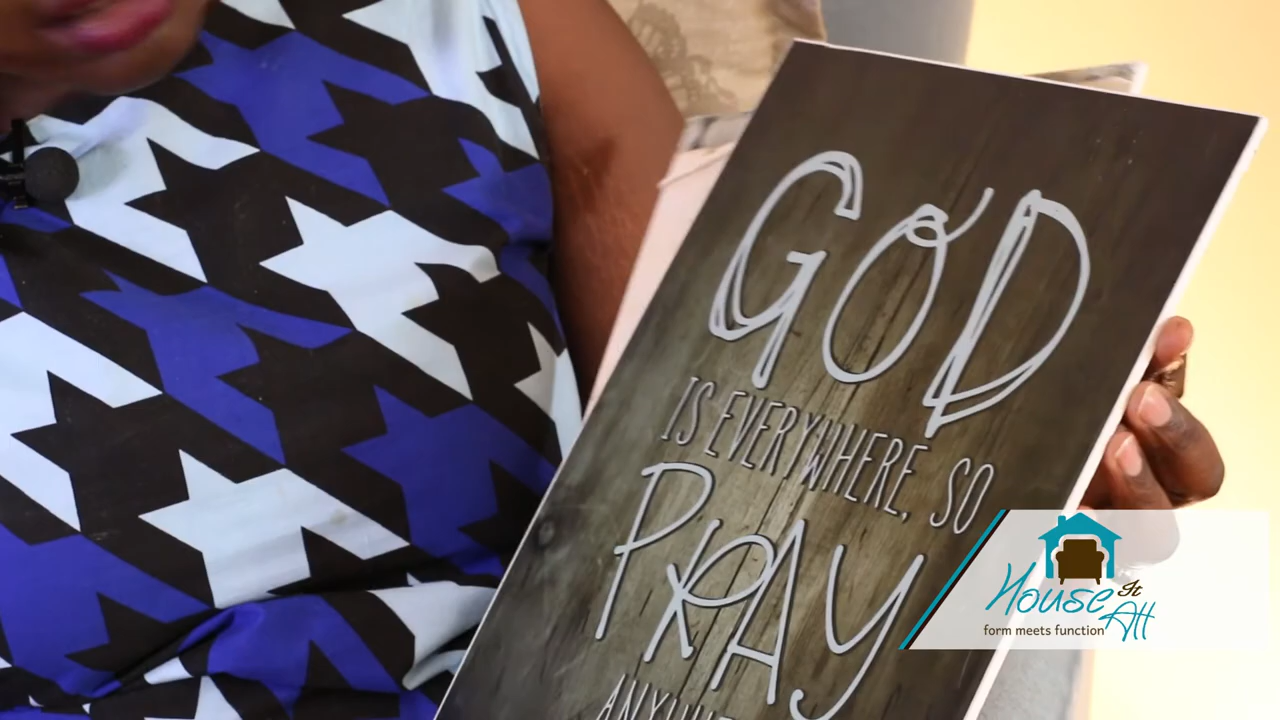 GOD
IS EVERYWHERE, SO
PRAY
House It All
form meets function